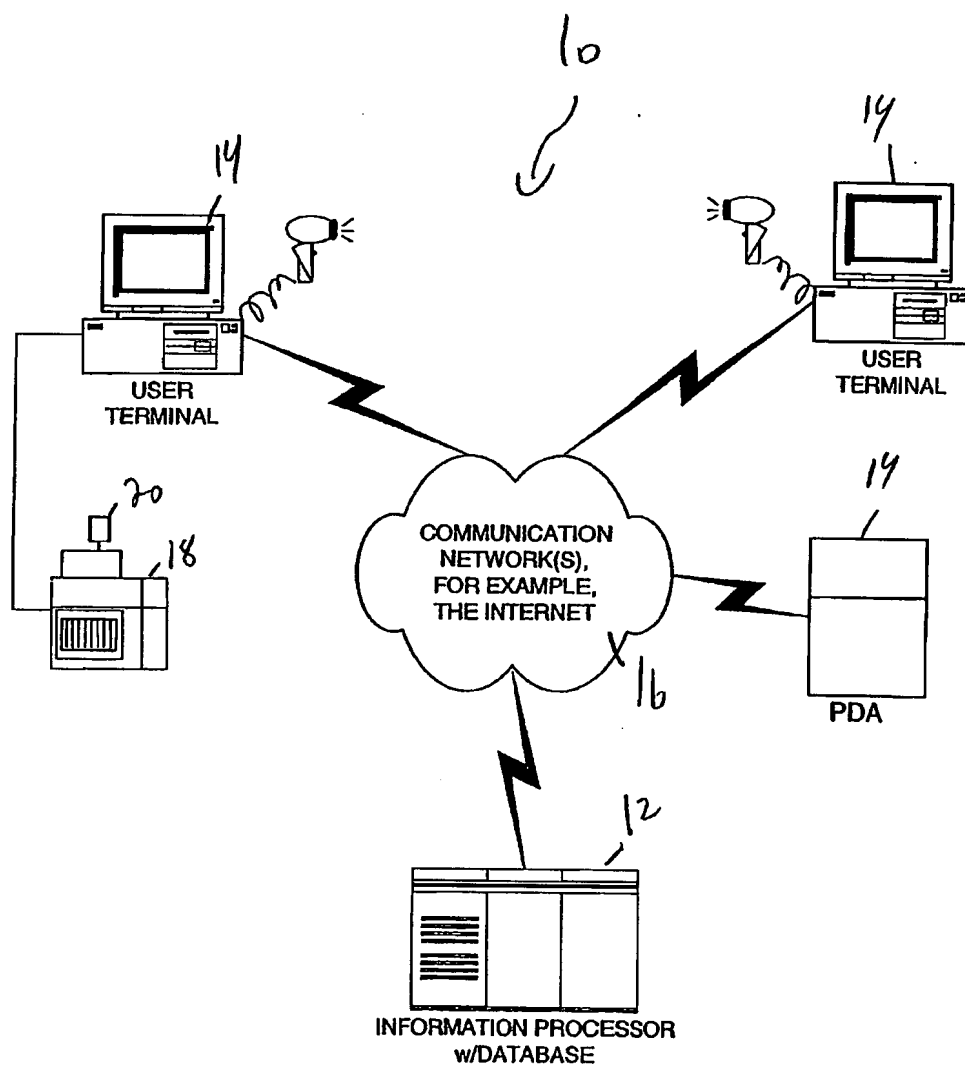 10
14
14
USER
TERMINAL
USER
TERMINAL
20
18
COMMUNICATION
NETWORK(S),
FOR EXAMPLE,
THE INTERNET
16
14
PDA
12
INFORMATION PROCESSOR
w/DATABASE